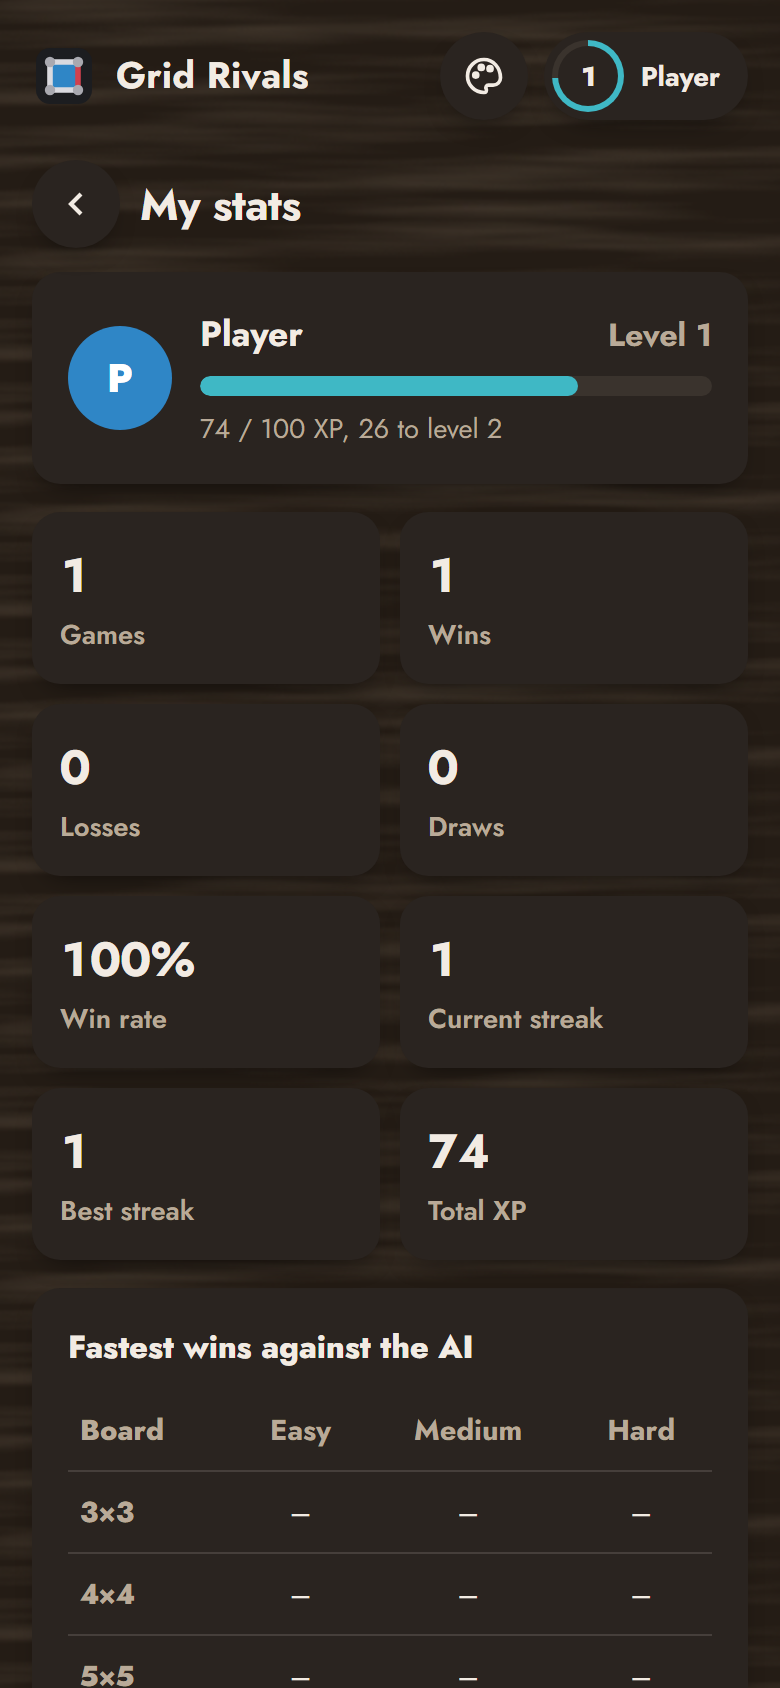 Grid Rivals
1 Player
My stats
P
Player Level 1
74 / 100 XP, 26 to level 2
1 1
Games Wins
0 0
Losses Draws
100% 1
Win rate Current streak
1 74
Best streak Total XP
Fastest wins against the AI
Board Easy Medium Hard
3×3 – – –
4×4 – – –
5×5 – – –